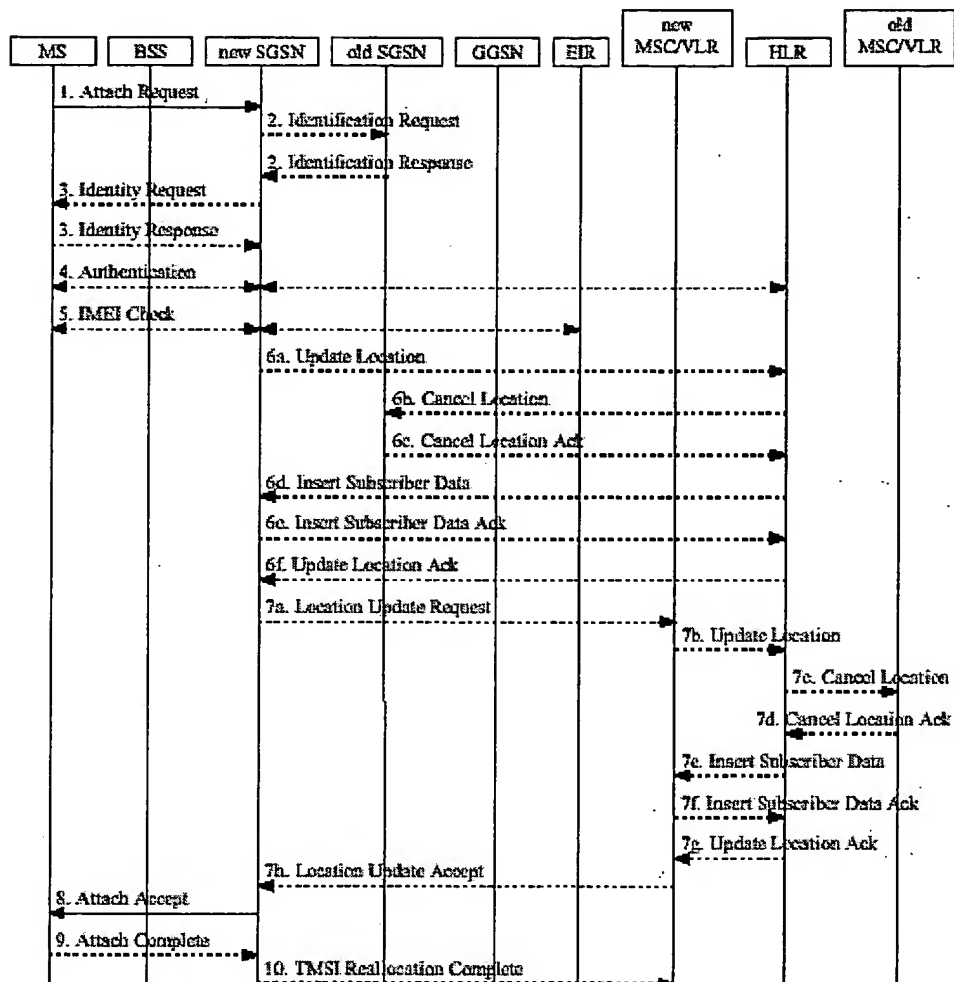 new
MSC/VLR
old
MSC/VLR
MS
BSS
new SGSN
old SGSN
GGSN
EIR
HLR
1. Attach Request
2. Identification Request
2. Identification Response
3. Identity Request
3. Identity Response
4. Authentication
5. IMEI Check
6a. Update Location
6b. Cancel Location
6c. Cancel Location Ack
6d. Insert Subscriber Data
6e. Insert Subscriber Data Ack
6f. Update Location Ack
7a. Location Update Request
7b. Update Location
7c. Cancel Location
7d. Cancel Location Ack
7e. Insert Subscriber Data
7f. Insert Subscriber Data Ack
7g. Update Location Ack
7h. Location Update Accept
8. Attach Accept
9. Attach Complete
10. TMSI Reallocation Complete